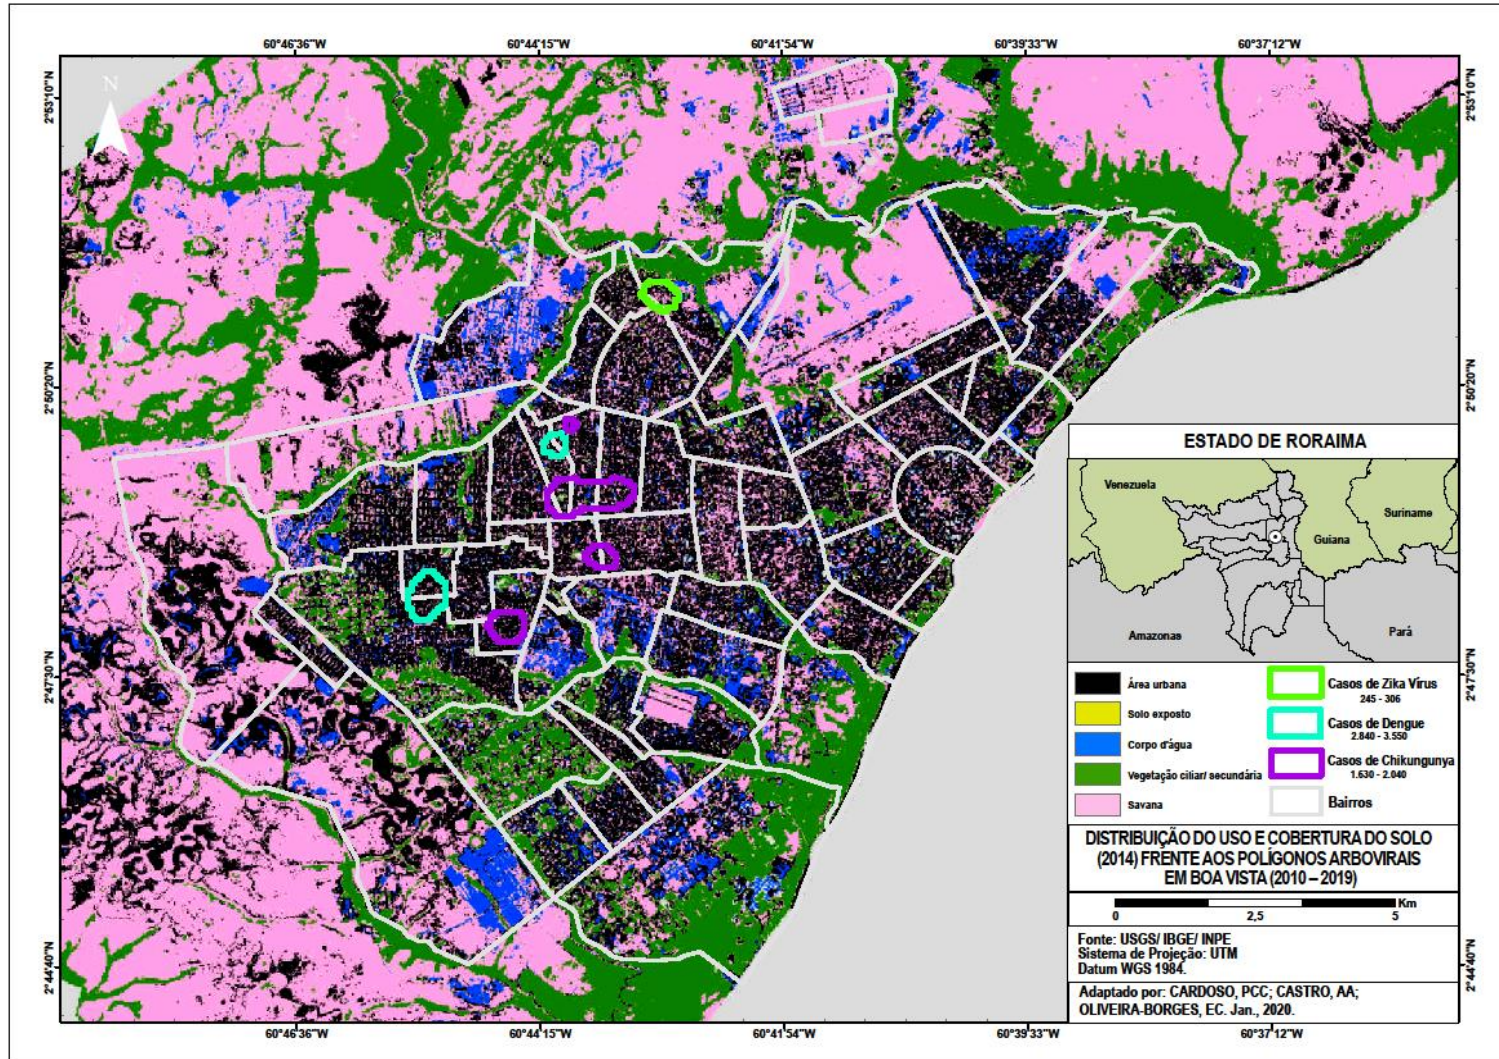 60°46'36"W 60°44'15"W 60°41'54"W 60°39'33"W 60°37'12"W
N
2°53'10"N 2°53'10"N
2°50'20"N 2°50'20"N
2°47'30"N 2°47'30"N
2°44'40"N 2°44'40"N
ESTADO DE RORAIMA
Venezuela
Suriname
Guiana
Amazonas
Pará
Área urbana
Solo exposto
Corpo d'água
Vegetação ciliar/ secundária
Savana
Casos de Zika Vírus
245 - 306
Casos de Dengue
2.840 - 3.550
Casos de Chikungunya
1.630 - 2.040
Bairros
DISTRIBUIÇÃO DO USO E COBERTURA DO SOLO
(2014) FRENTE AOS POLÍGONOS ARBOVIRAIS
EM BOA VISTA (2010 – 2019)
Km
0 2,5 5
Fonte: USGS/ IBGE/ INPE
Sistema de Projeção: UTM
Datum WGS 1984.
Adaptado por: CARDOSO, PCC; CASTRO, AA;
OLIVEIRA-BORGES, EC. Jan., 2020.
60°46'36"W 60°44'15"W 60°41'54"W 60°39'33"W 60°37'12"W